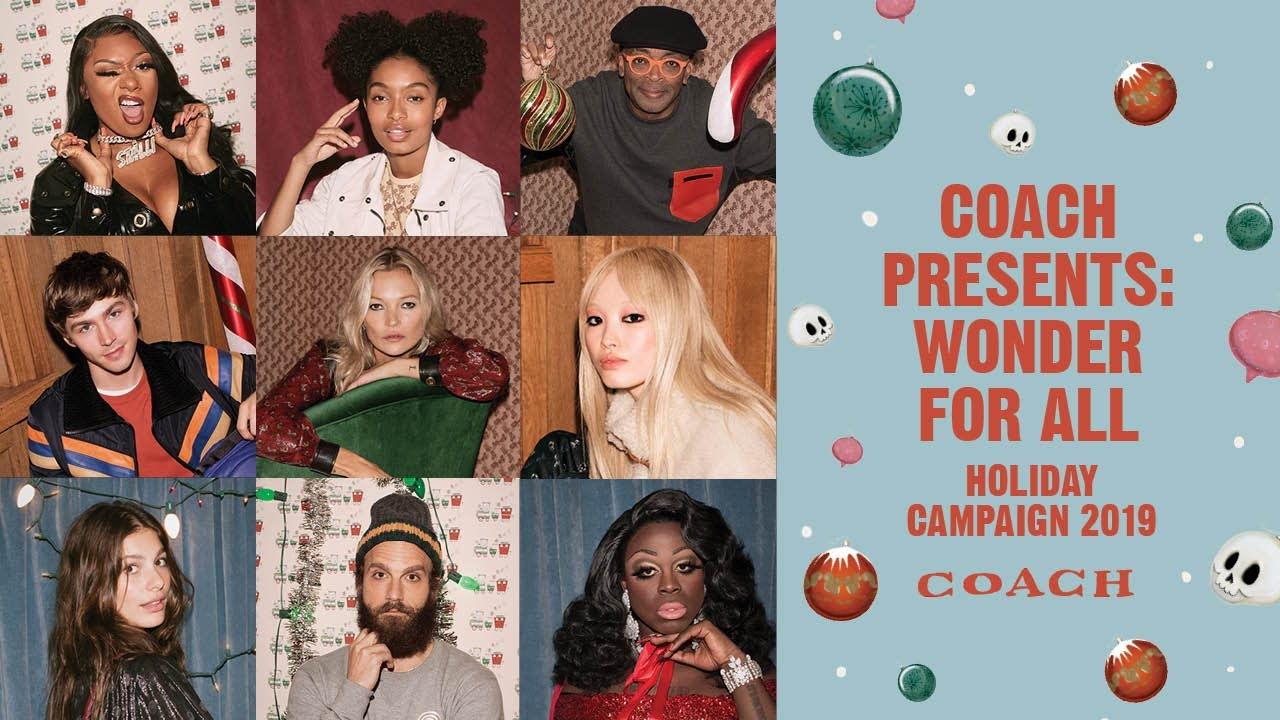 COACH
PRESENTS:
WONDER
FOR ALL
HOLIDAY
CAMPAIGN 2019
COACH